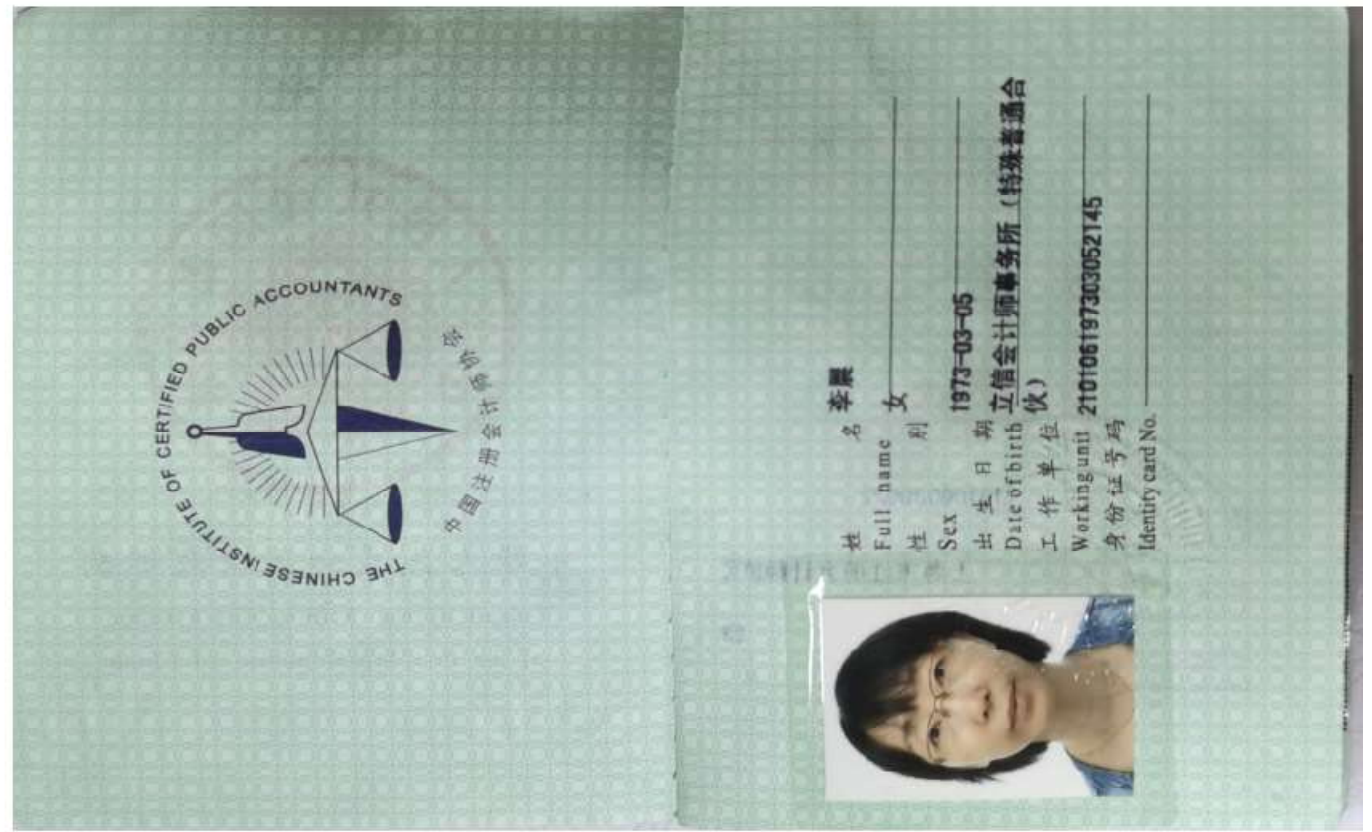 THE CHINESE INSTITUTE OF CERTIFIED PUBLIC ACCOUNTANTS
中国注册会计师协会
姓名 李晨
Full name
性别 女
Sex
出生日期 1973-03-05
Date of birth
工作单位 立信会计师事务所(特殊普通合
伙)
Working unit
身份证号码 210106197303052145
Identity card No.